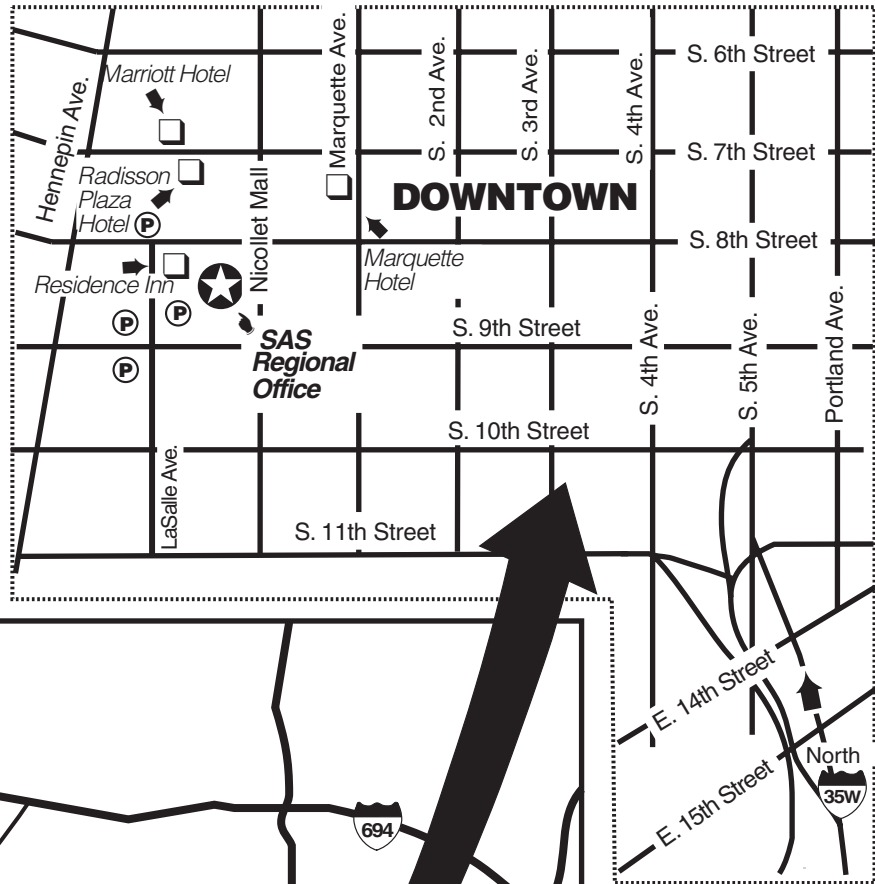 Marquette Ave.
S. 2nd Ave.
S. 3rd Ave.
S. 4th Ave.
S. 6th Street
Marriott Hotel
Hennepin Ave.
S. 7th Street
Radisson
Plaza
Hotel
P
Nicollet Mall
DOWNTOWN
S. 8th Street
Marquette
Hotel
Residence Inn
P
P
P
SAS
Regional
Office
S. 9th Street
S. 4th Ave.
S. 5th Ave.
Portland Ave.
S. 10th Street
LaSalle Ave.
S. 11th Street
E. 14th Street
E. 15th Street
North
35W
694